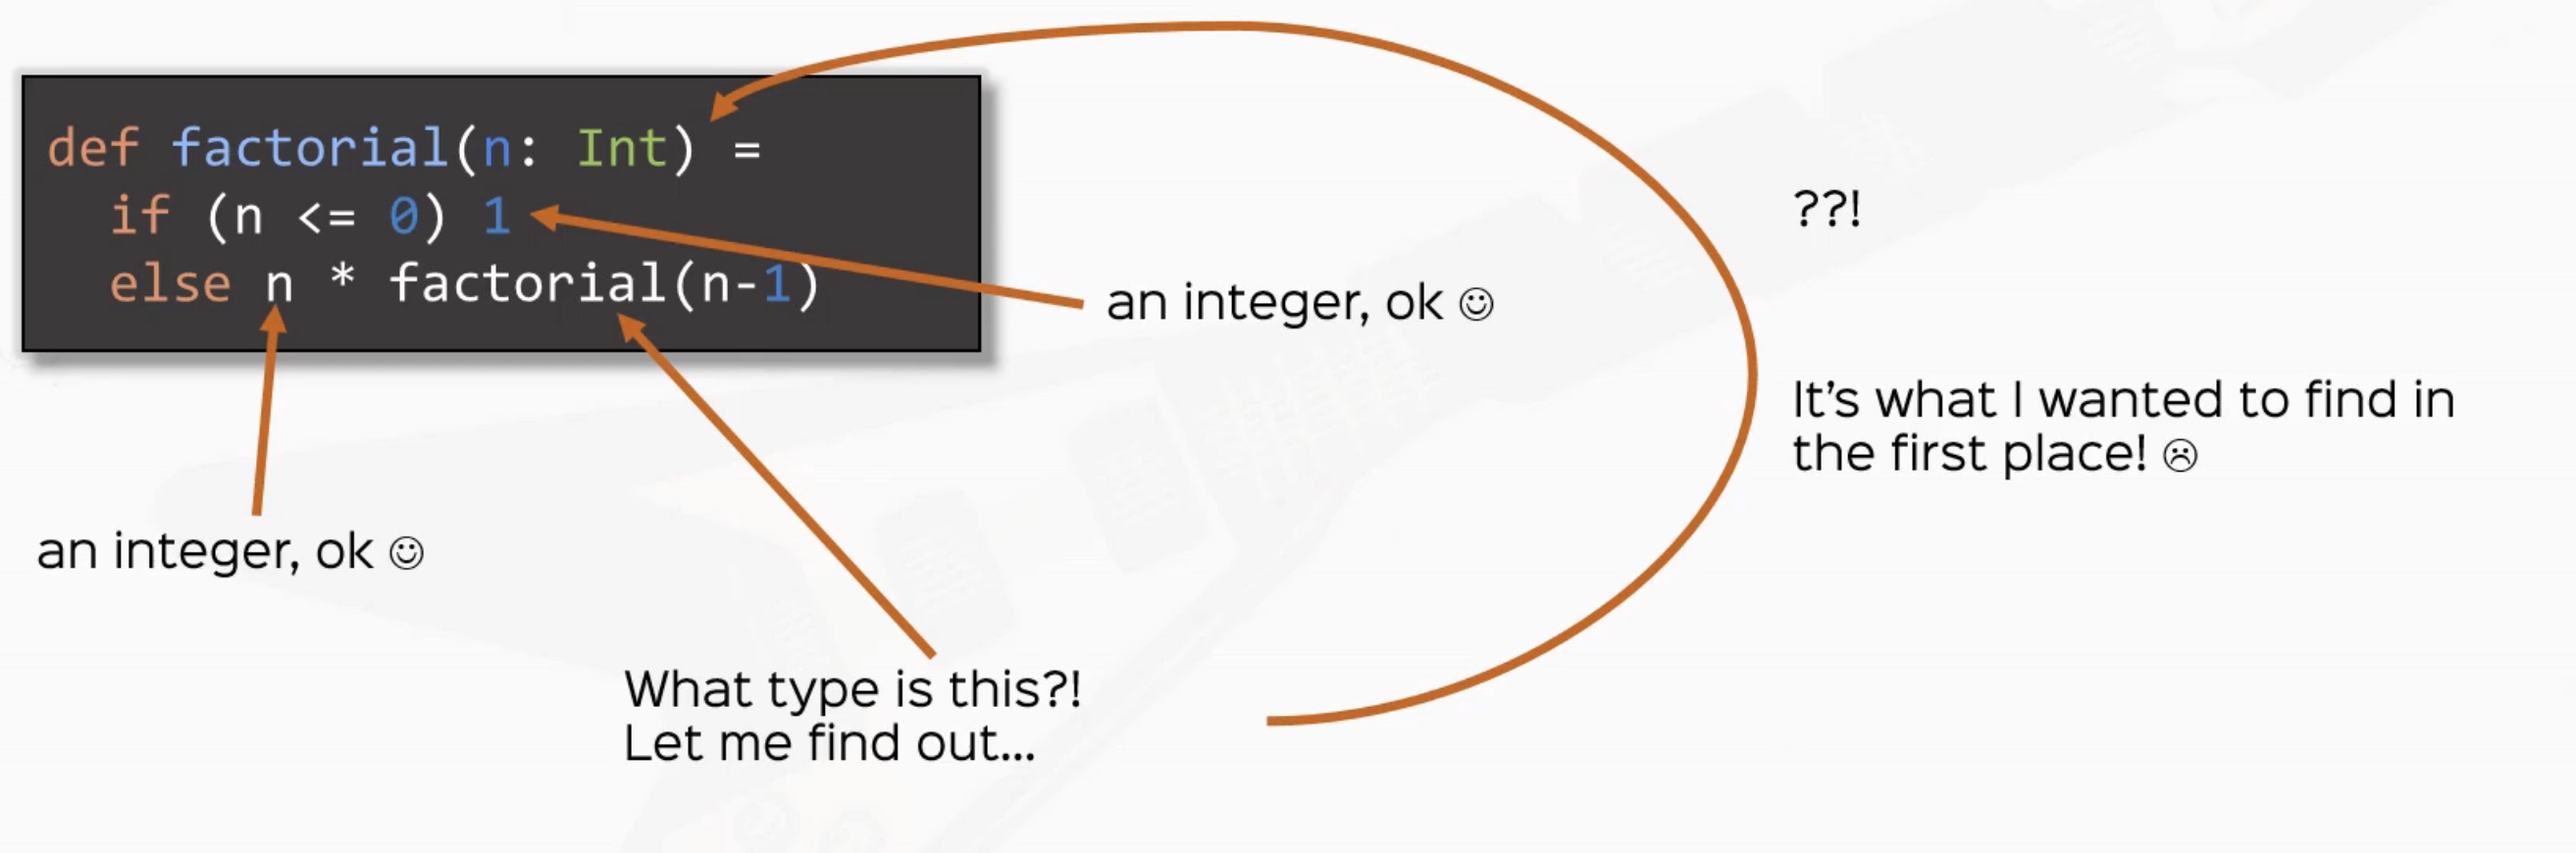 def factorial(n: Int) =
if (n <= 0) 1
else n * factorial(n-1)
??!
an integer, ok ☺
It's what I wanted to find in
the first place! ☹
an integer, ok ☺
What type is this?!
Let me find out...